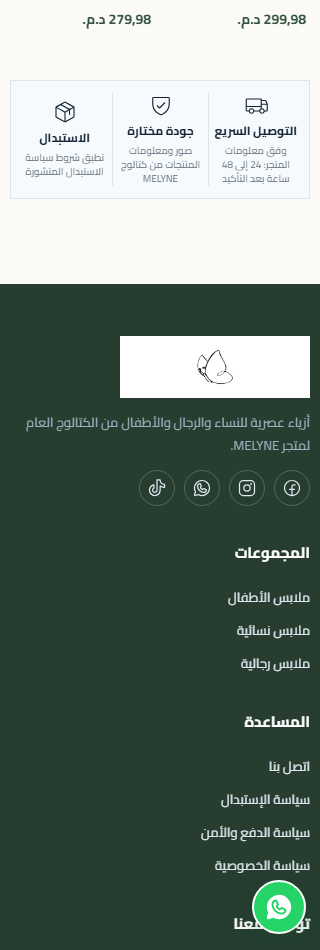 299,98 د.م.
279,98 د.م.
التوصيل السريع
وفق معلومات
المتجر: 24 إلى 48
ساعة بعد التأكيد
جودة مختارة
صور ومعلومات
المنتجات من كتالوج
MELYNE
الاستبدال
تطبق شروط سياسة
الاستبدال المنشورة
أزياء عصرية للنساء والرجال والأطفال من الكتالوج العام
لمتجر MELYNE.
المجموعات
ملابس الأطفال
ملابس نسائية
ملابس رجالية
المساعدة
اتصل بنا
سياسة الإستبدال
سياسة الدفع والأمن
سياسة الخصوصية
معنا